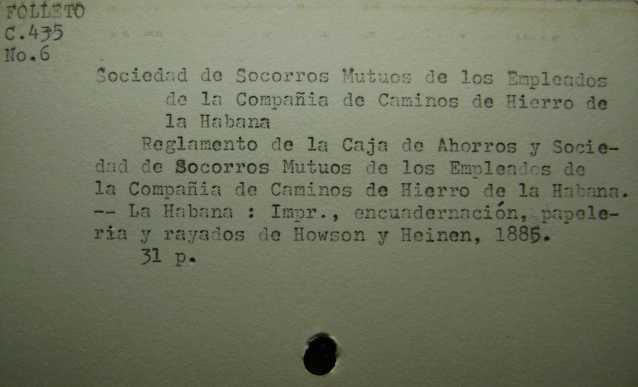 FOLLETO
C.435
No.6
Sociedad de Socorros Mutuos de los Empleados
de la Compañia de Caminos de Hierro de
la Habana
Reglamento de la Caja de Ahorros y Socie-
dad de Socorros Mutuos de los Empleados de
la Compañia de Caminos de Hierro de la Habana.
-- La Habana : Impr., encuadernación, papele-
ria y rayados de Howson y Heinen, 1885.
31 p.